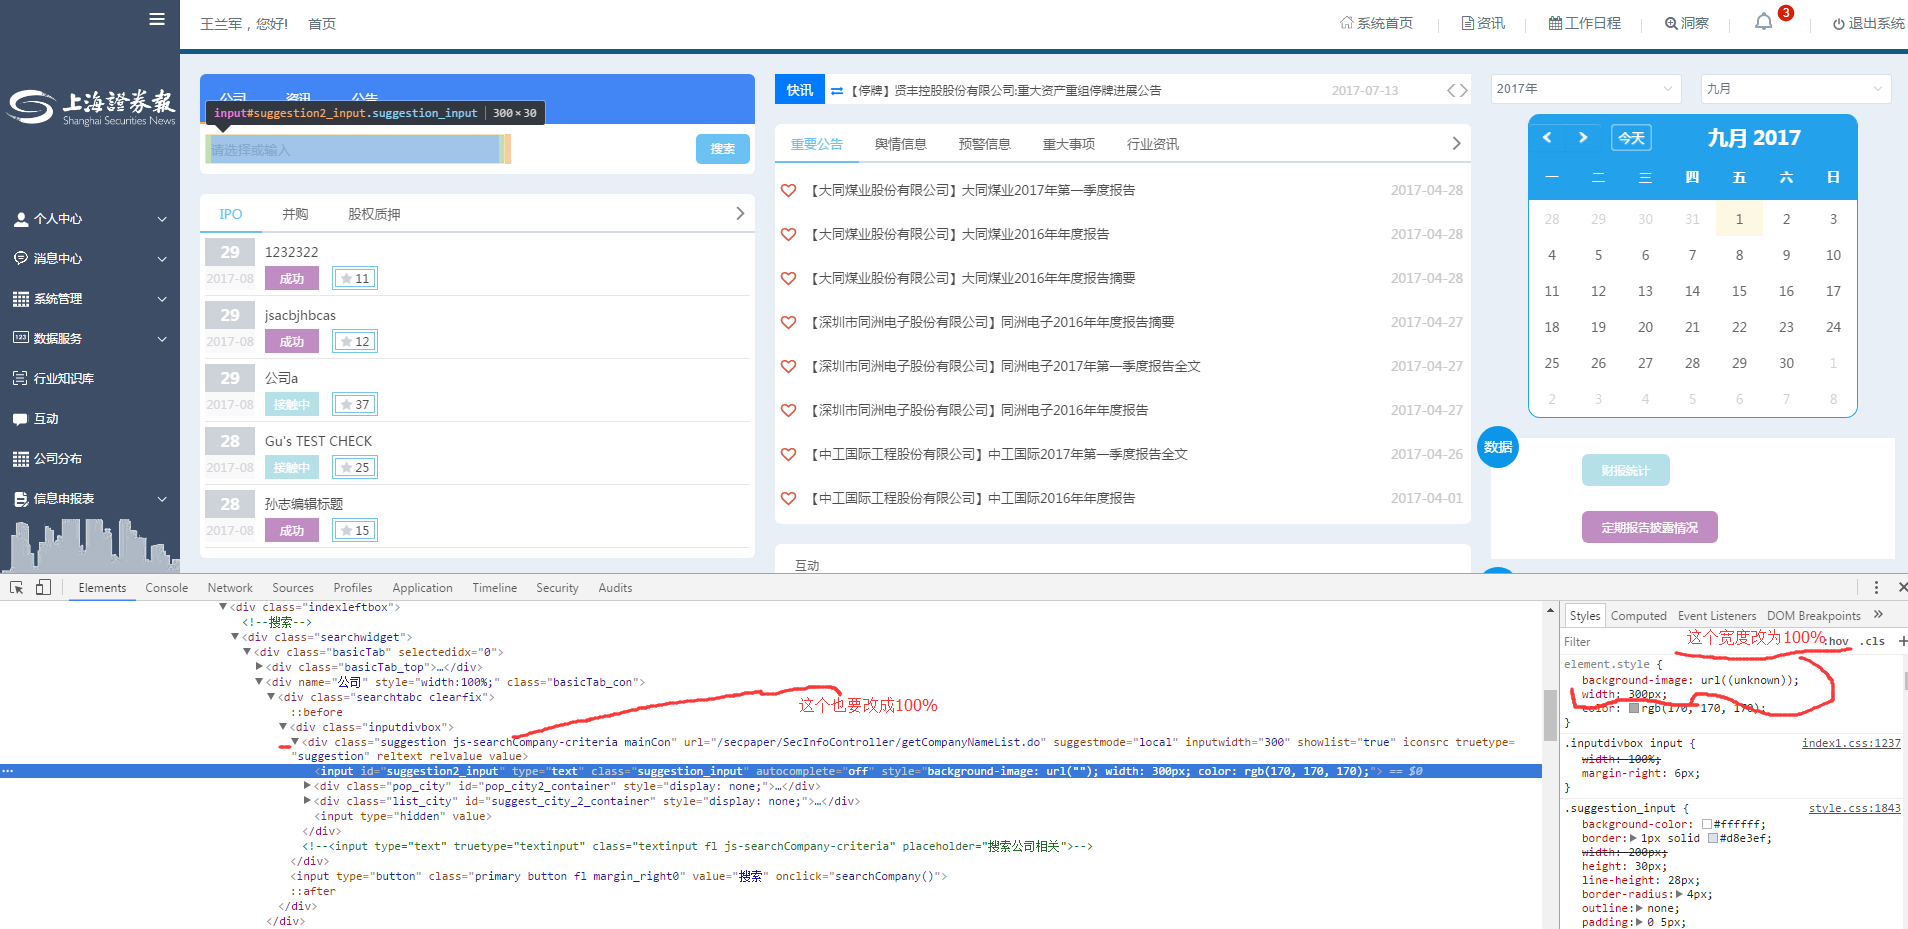 王兰军，您好!
首页
系统首页
资讯
工作日程
洞察
3
退出系统
上海證券報
Shanghai Securities News
个人中心
消息中心
系统管理
数据服务
行业知识库
互动
公司分布
信息申报表
公司 资讯 公告
input#suggestion2_input.suggestion_input | 300×30
请选择或输入
搜索
IPO 并购 股权质押
29 1232322
2017-08 成功 11
29 jsacbjhbcas
2017-08 成功 12
29 公司a
2017-08 接触中 37
28 Gu's TEST CHECK
2017-08 接触中 25
28 孙志编辑标题
2017-08 成功 15
快讯 【停牌】贤丰控股股份有限公司:重大资产重组停牌进展公告 2017-07-13
重要公告 舆情信息 预警信息 重大事项 行业资讯
【大同煤业股份有限公司】大同煤业2017年第一季度报告 2017-04-28
【大同煤业股份有限公司】大同煤业2016年年度报告 2017-04-28
【大同煤业股份有限公司】大同煤业2016年年度报告摘要 2017-04-28
【深圳市同洲电子股份有限公司】同洲电子2016年年度报告摘要 2017-04-27
【深圳市同洲电子股份有限公司】同洲电子2017年第一季度报告全文 2017-04-27
【深圳市同洲电子股份有限公司】同洲电子2016年年度报告 2017-04-27
【中工国际工程股份有限公司】中工国际2017年第一季度报告全文 2017-04-26
【中工国际工程股份有限公司】中工国际2016年年度报告 2017-04-01
互动
2017年 九月
今天 九月 2017
一 二 三 四 五 六 日
28 29 30 31 1 2 3
4 5 6 7 8 9 10
11 12 13 14 15 16 17
18 19 20 21 22 23 24
25 26 27 28 29 30 1
2 3 4 5 6 7 8
数据
财报统计
定期报告披露情况
Elements Console Network Sources Profiles Application Timeline Security Audits
<div class="indexleftbox">
<!--搜索-->
<div class="searchwidget">
<div class="basicTab" selectedidx="0">
<div class="basicTab_top">…</div>
<div name="公司" style="width:100%;" class="basicTab_con">
<div class="searchtabc clearfix">
::before
这个也要改成100%
<div class="inputdivbox">
<div class="suggestion js-searchCompany-criteria mainCon" url="/secpaper/SecInfoController/getCompanyNameList.do" suggestmode="local" inputwidth="300" showlist="true" iconsrc truetype=
"suggestion" reltext relvalue value>
<input id="suggestion2_input" type="text" class="suggestion_input" autocomplete="off" style="background-image: url(""); width: 300px; color: rgb(170, 170, 170);"> == $0
<div class="pop_city" id="pop_city2_container" style="display: none;">…</div>
<div class="list_city" id="suggest_city_2_container" style="display: none;">…</div>
<input type="hidden" value>
</div>
<!--<input type="text" truetype="textinput" class="textinput fl js-searchCompany-criteria" placeholder="搜索公司相关">-->
</div>
<input type="button" class="primary button fl margin_right0" value="搜索" onclick="searchCompany()">
::after
</div>
</div>
Styles Computed Event Listeners DOM Breakpoints »
Filter 这个宽度改为100% :hov .cls +
element.style {
background-image: url((unknown));
width: 300px;
color: rgb(170, 170, 170);
}
.inputdivbox input { index1.css:1237
width: 100%;
margin-right: 6px;
}
.suggestion_input { style.css:1843
background-color: #ffffff;
border: 1px solid #d8e3ef;
width: 200px;
height: 30px;
line-height: 28px;
border-radius: 4px;
outline: none;
padding: 0 5px;